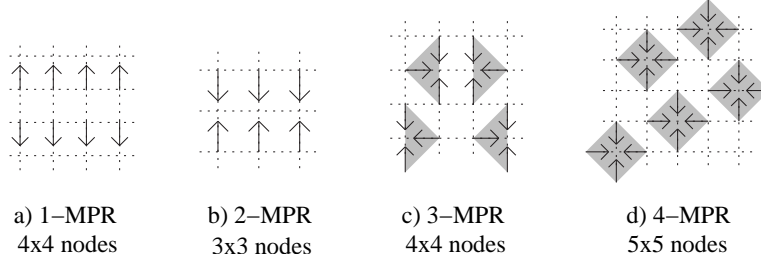 a) 1–MPR
4x4 nodes
b) 2–MPR
3x3 nodes
c) 3–MPR
4x4 nodes
d) 4–MPR
5x5 nodes